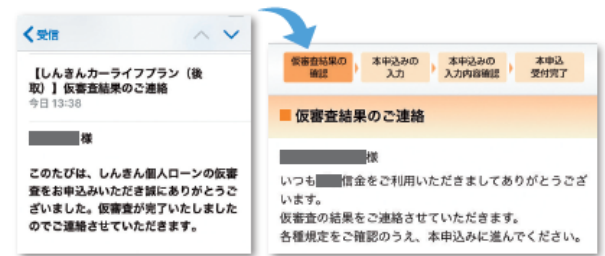 受信
【しんきんカーライフプラン（後
取）】仮審査結果のご連絡
今日 13:38
様
このたびは、しんきん個人ローンの仮審
査をお申込みいただき誠にありがとうご
ざいました。仮審査が完了いたしました
のでご連絡させていただきます。
仮審査結果の
確認
本申込みの
入力
本申込みの
入力内容確認
本申込
受付完了
仮審査結果のご連絡
様
いつも 信金をご利用いただきましてありがとうござ
います。
仮審査の結果をご連絡させていただきます。
各種規定をご確認のうえ、本申込みに進んでください。